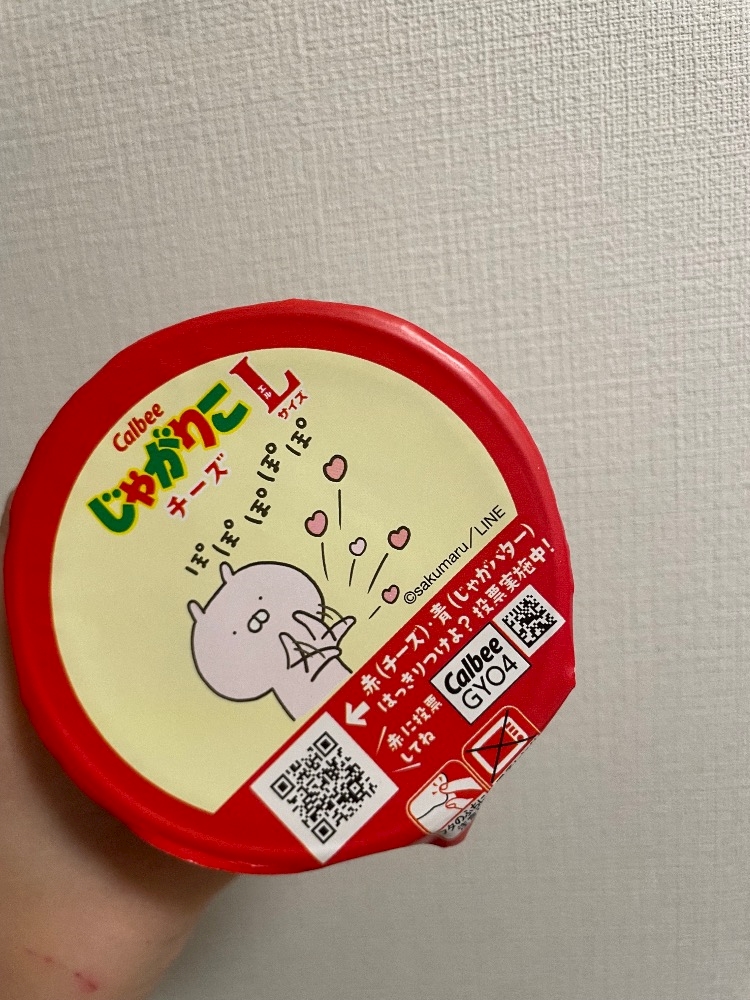 Calbee
じゃがりこ
Lエル
サイズ
チーズ
ぽぽぽぽぽ
©sakumaru／LINE
赤(チーズ)・青(じゃがバター)
はっきりつけよ？投票実施中！
赤に投票
してね
Calbee
GYO4